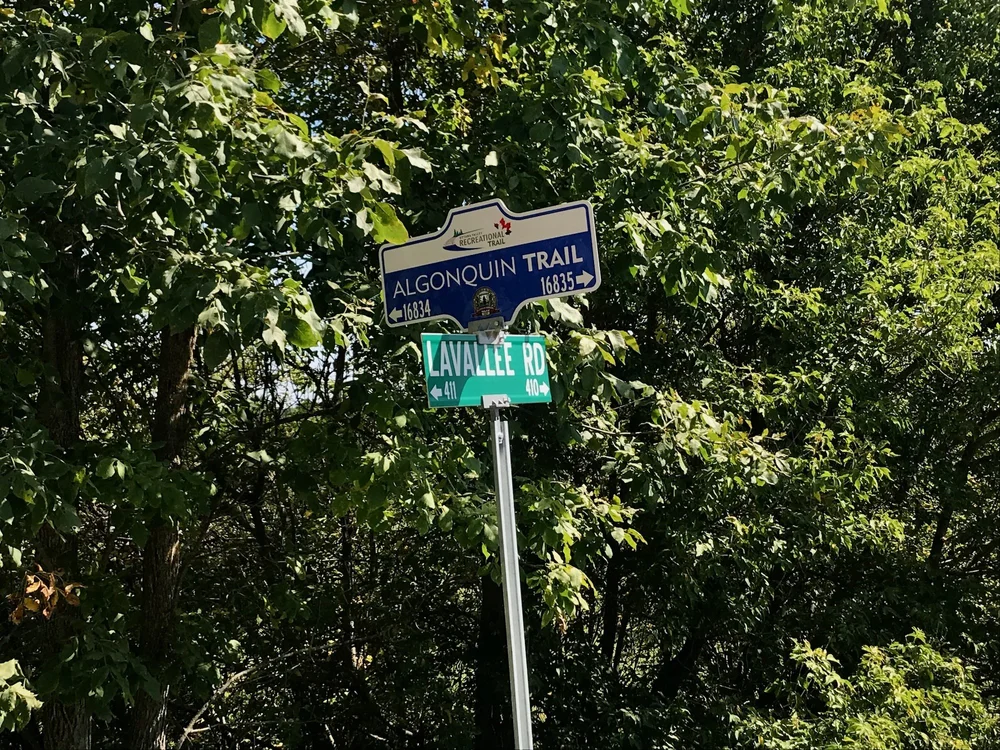 RECREATIONAL
TRAIL
ALGONQUIN TRAIL
←16834 16835→
LAVALLEE RD
←411 410→